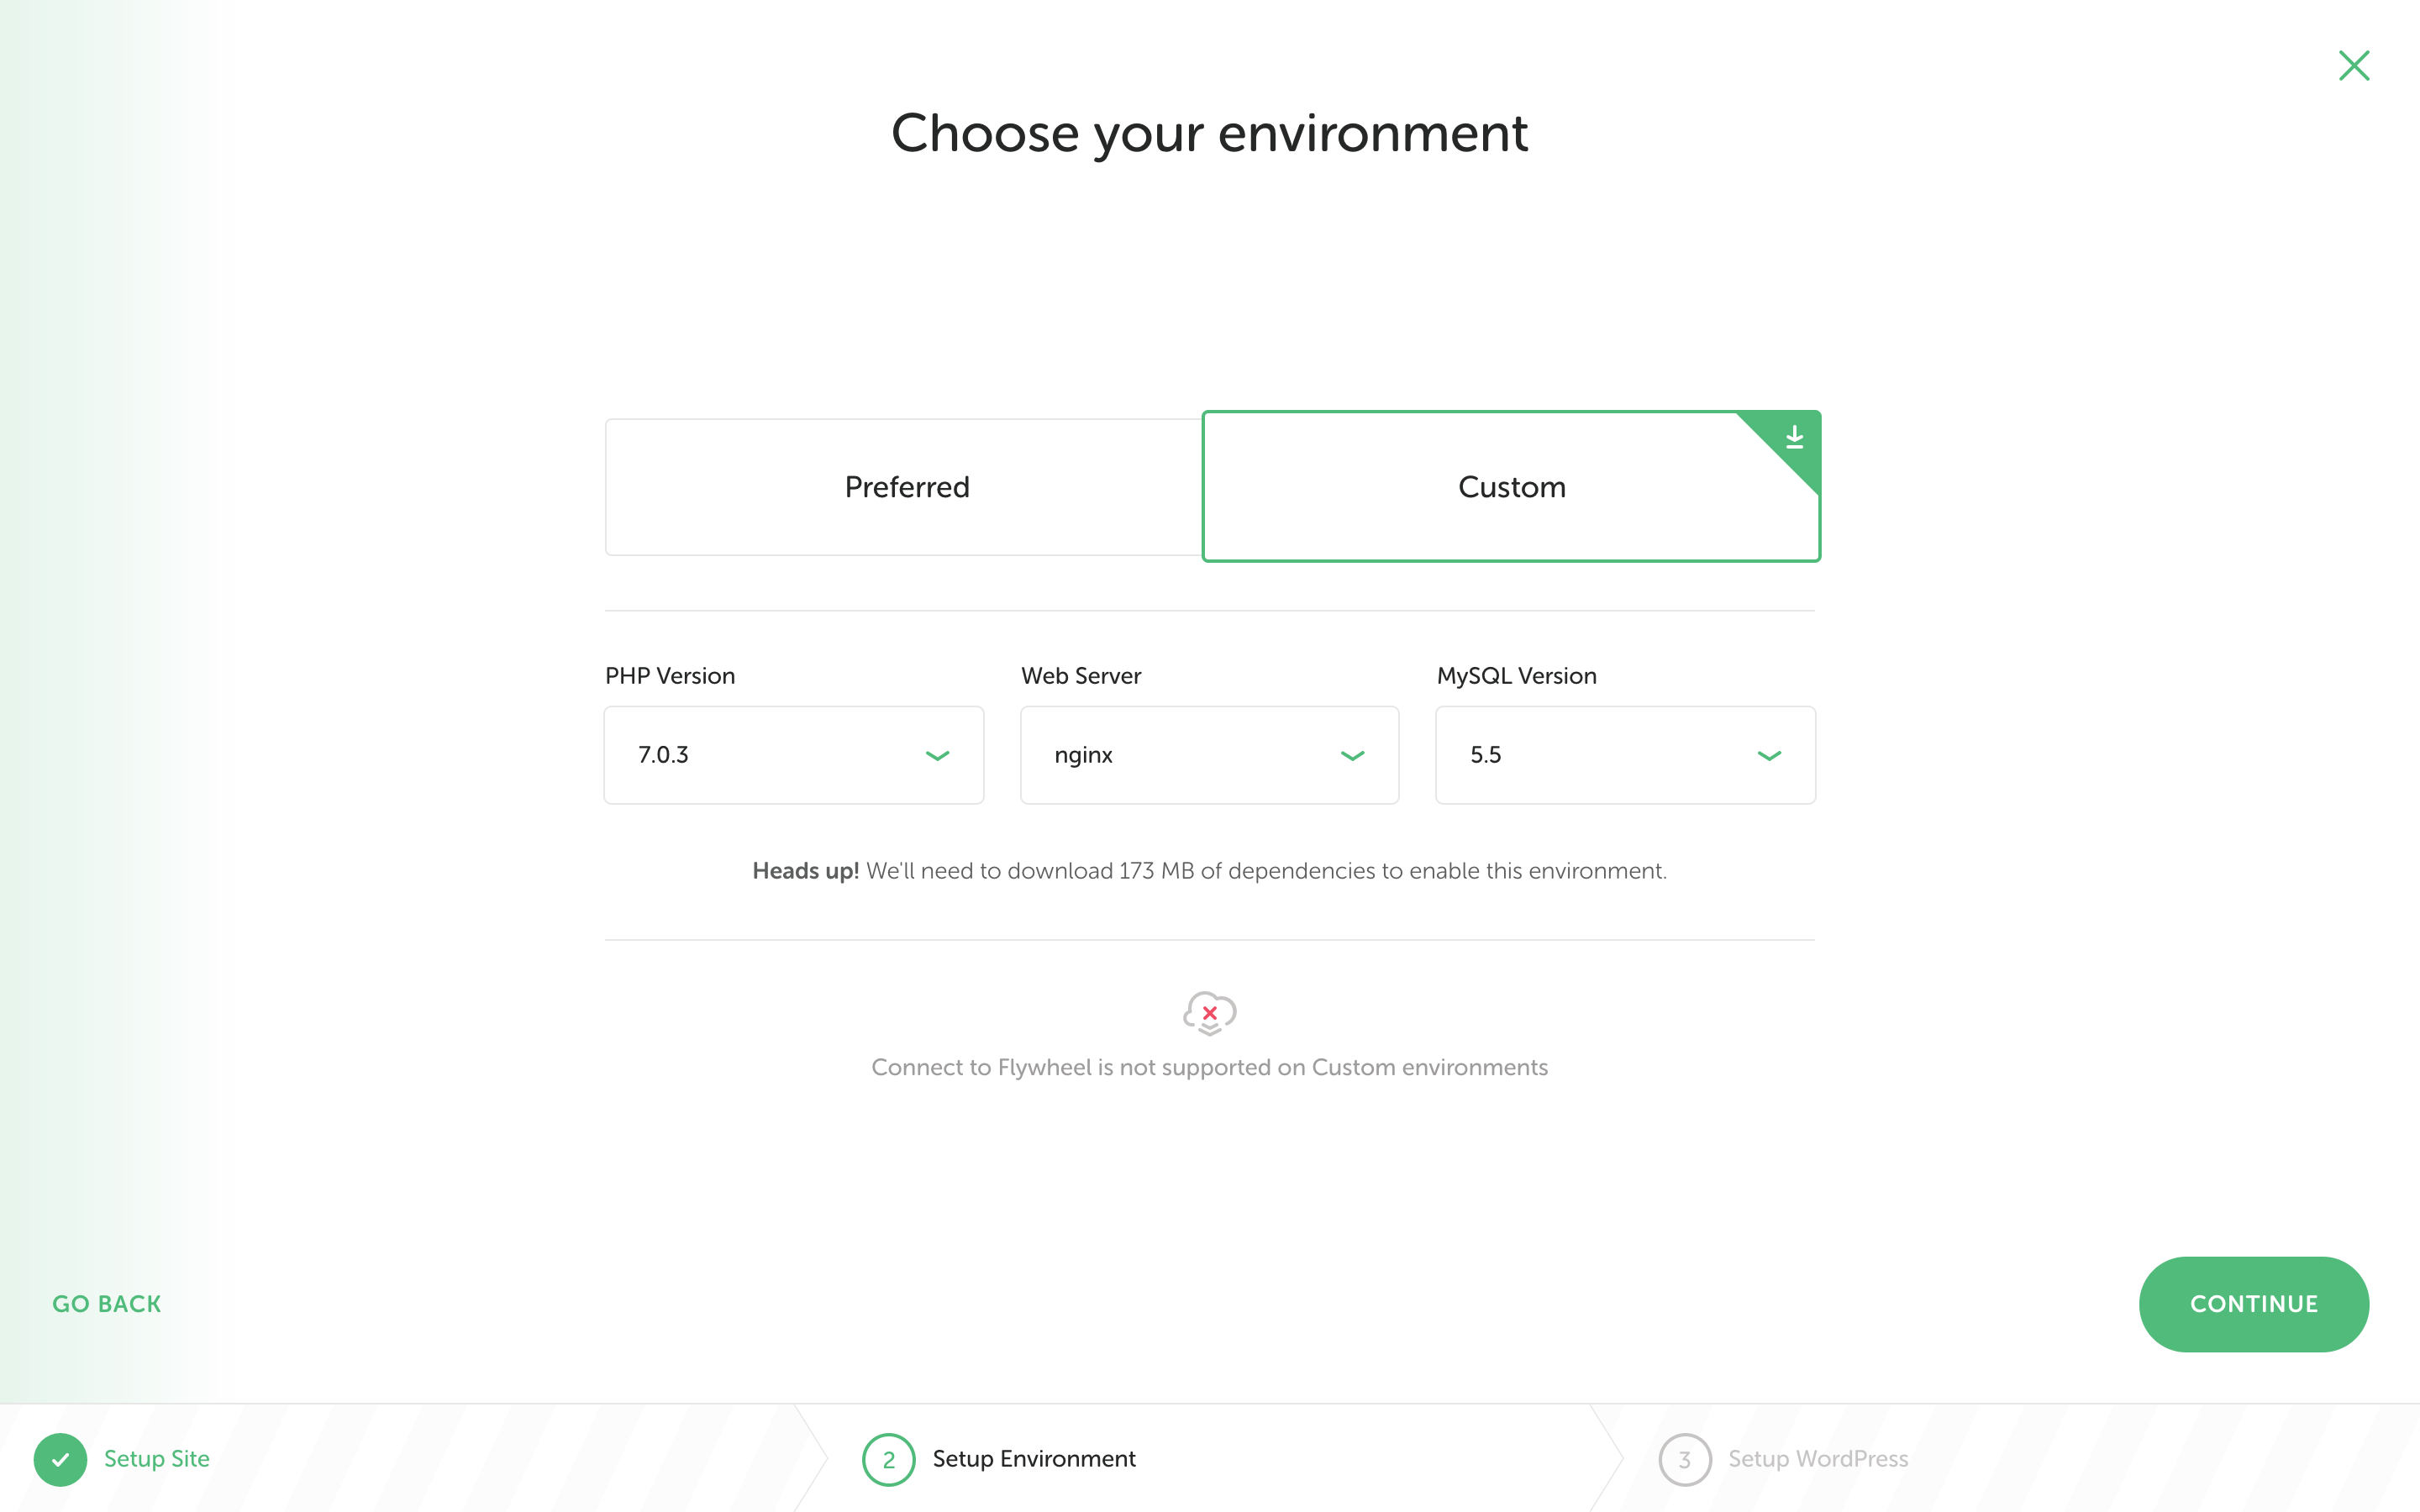 Choose your environment
Preferred
Custom
PHP Version
Web Server
MySQL Version
7.0.3
nginx
5.5
Heads up! We'll need to download 173 MB of dependencies to enable this environment.
Connect to Flywheel is not supported on Custom environments
GO BACK
CONTINUE
Setup Site
2 Setup Environment
3 Setup WordPress